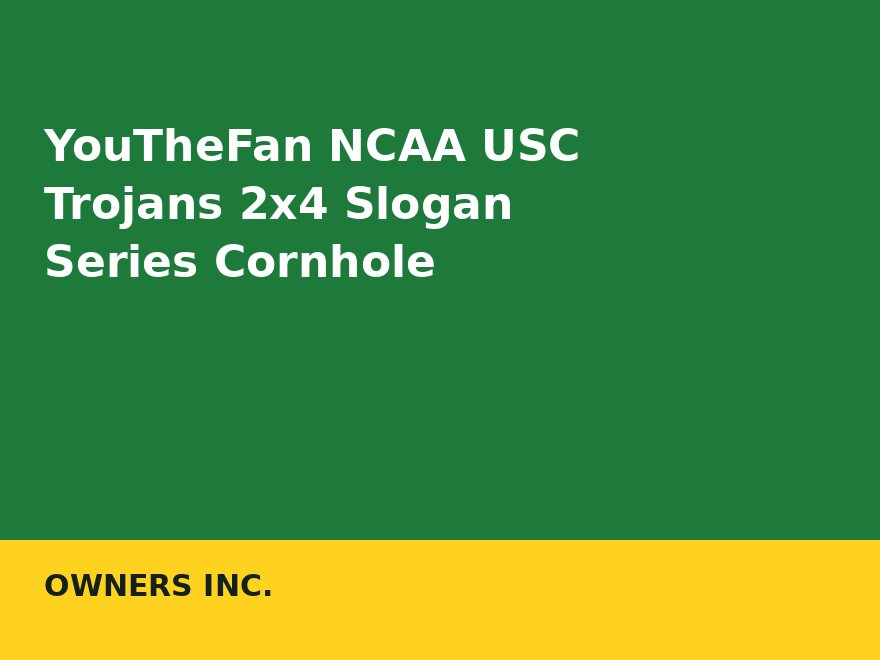 YouTheFan NCAA USC
Trojans 2x4 Slogan
Series Cornhole
OWNERS INC.